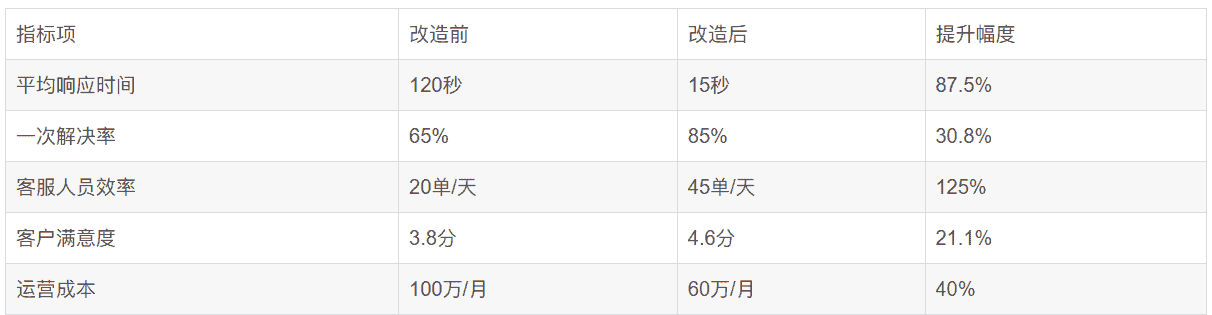 指标项 改造前 改造后 提升幅度
平均响应时间 120秒 15秒 87.5%
一次解决率 65% 85% 30.8%
客服人员效率 20单/天 45单/天 125%
客户满意度 3.8分 4.6分 21.1%
运营成本 100万/月 60万/月 40%